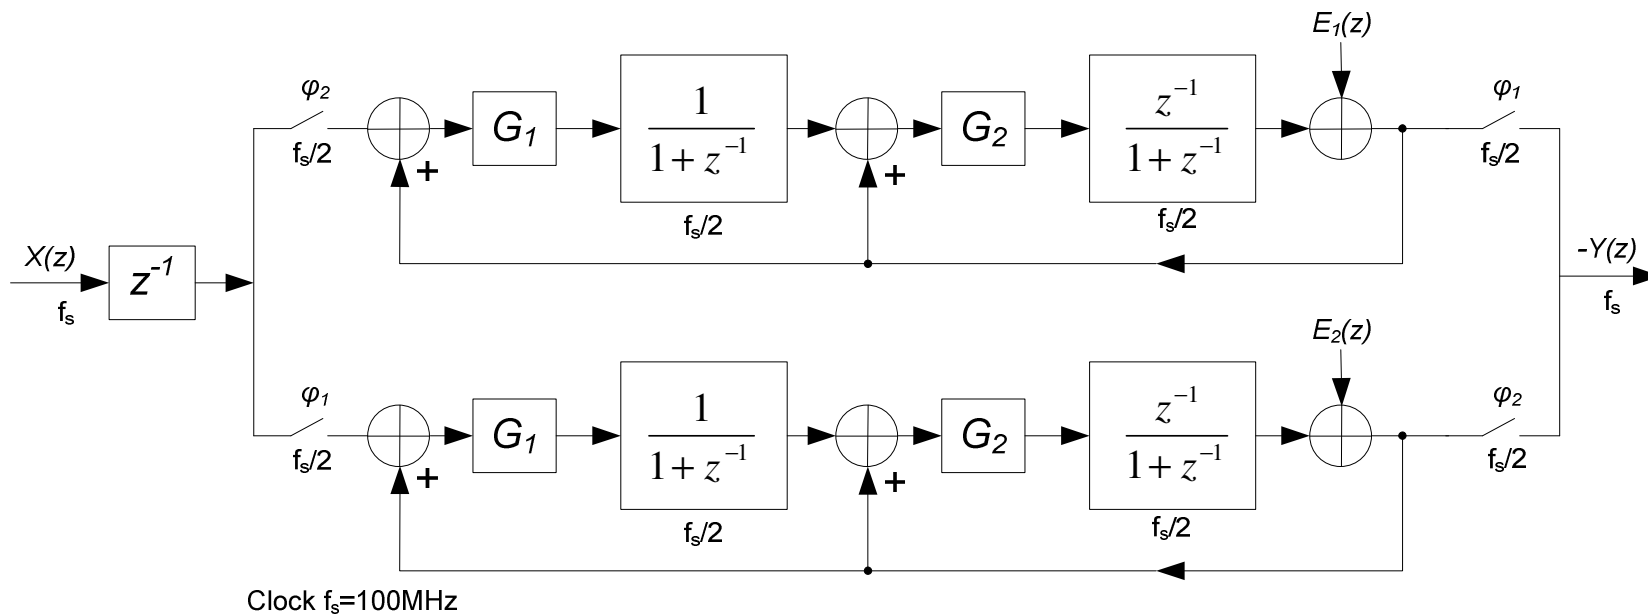 E₁(z)
φ₂
φ₁
G₁
1
1 + z⁻¹
G₂
z⁻¹
1 + z⁻¹
fₛ/2
fₛ/2
+
+
fₛ/2
fₛ/2
X(z)
z⁻¹
-Y(z)
fₛ
fₛ
E₂(z)
φ₁
φ₂
G₁
1
1 + z⁻¹
G₂
z⁻¹
1 + z⁻¹
fₛ/2
fₛ/2
+
+
fₛ/2
fₛ/2
Clock fₛ=100MHz